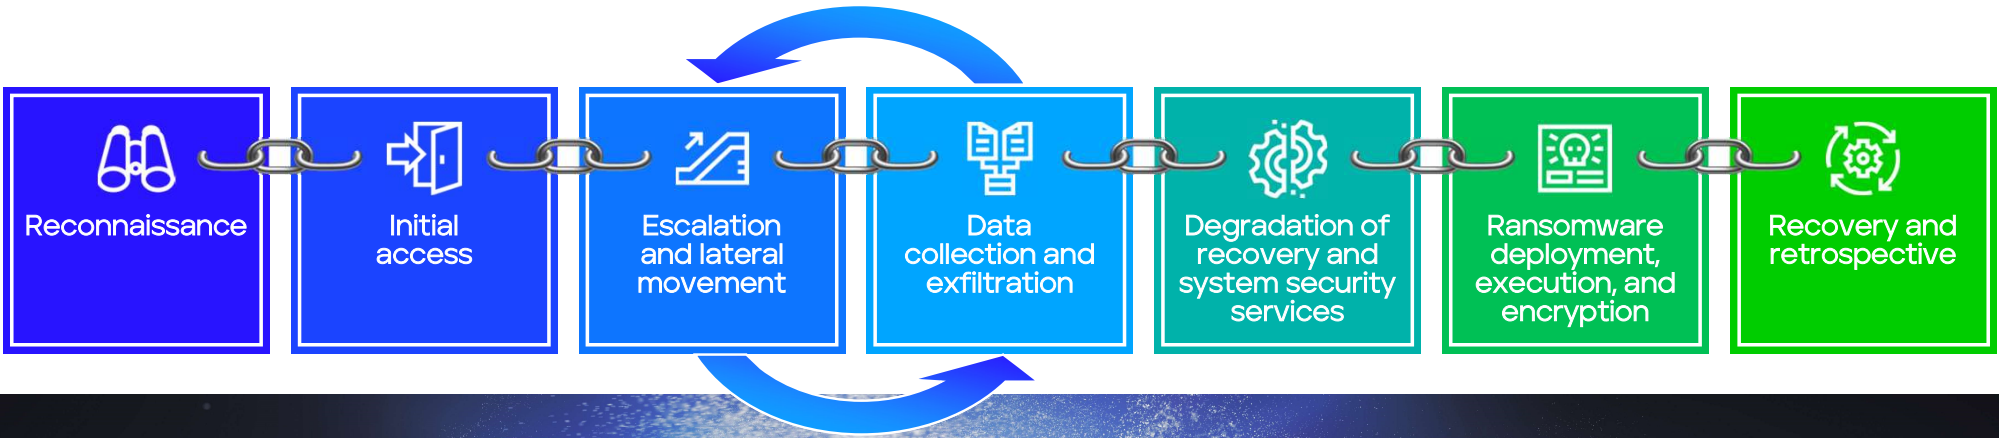 Reconnaissance
Initial
access
Escalation
and lateral
movement
Data
collection and
exfiltration
Degradation of
recovery and
system security
services
Ransomware
deployment,
execution, and
encryption
Recovery and
retrospective